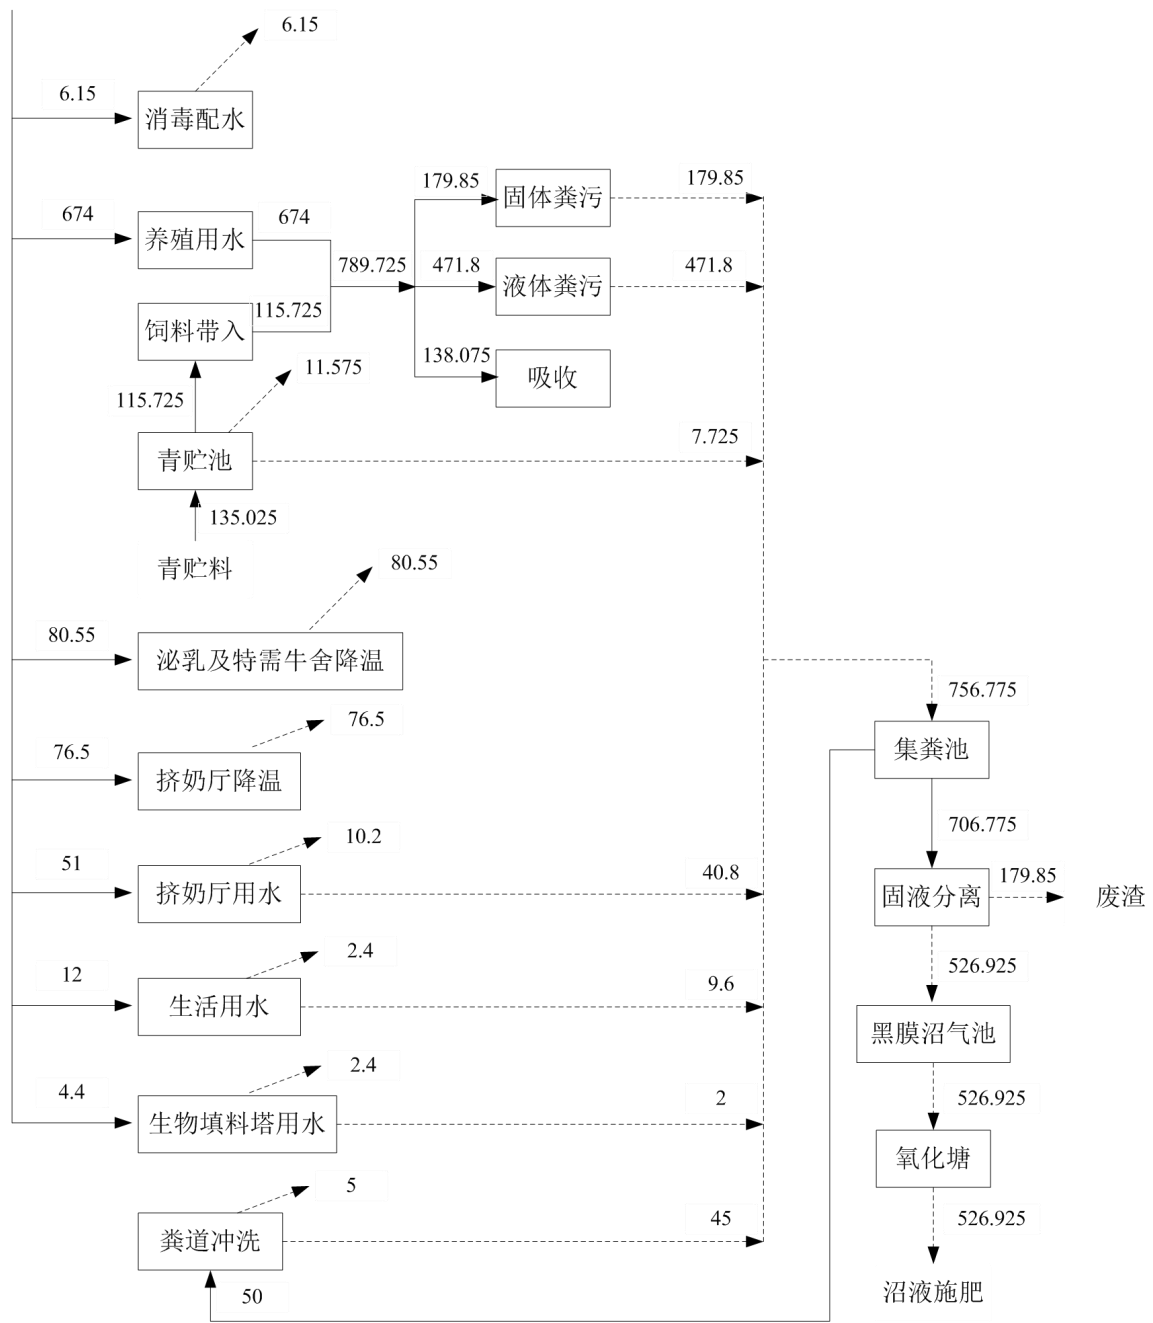 6.15
6.15
消毒配水
674
养殖用水
674
115.725
饲料带入
789.725
179.85
固体粪污
179.85
471.8
液体粪污
471.8
138.075
吸收
115.725
11.575
青贮池
7.725
135.025
青贮料
80.55
80.55
泌乳及特需牛舍降温
76.5
76.5
挤奶厅降温
51
10.2
挤奶厅用水
40.8
12
2.4
生活用水
9.6
4.4
2.4
生物填料塔用水
2
5
粪道冲洗
45
50
756.775
集粪池
706.775
固液分离
179.85
废渣
526.925
黑膜沼气池
526.925
氧化塘
526.925
沼液施肥